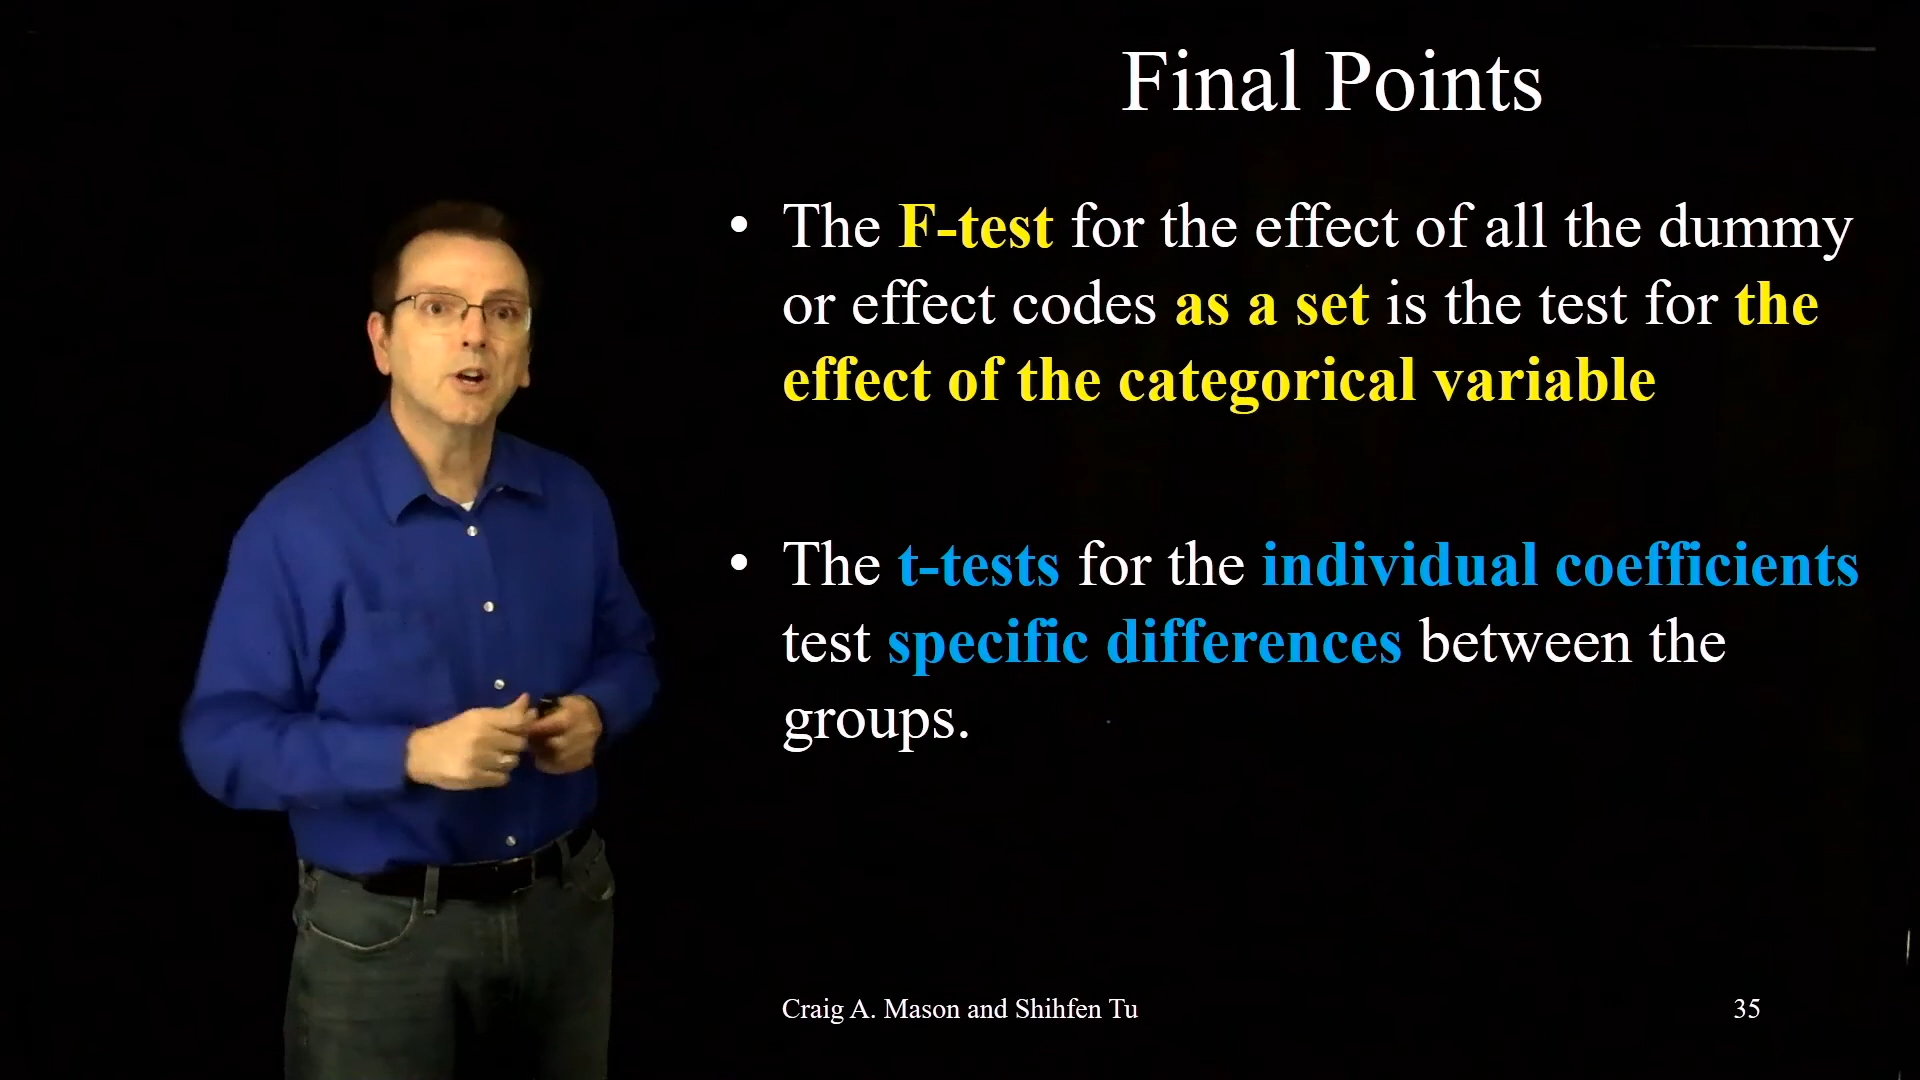 Final Points
• The F-test for the effect of all the dummy
or effect codes as a set is the test for the
effect of the categorical variable
• The t-tests for the individual coefficients
test specific differences between the
groups.
Craig A. Mason and Shihfen Tu
35